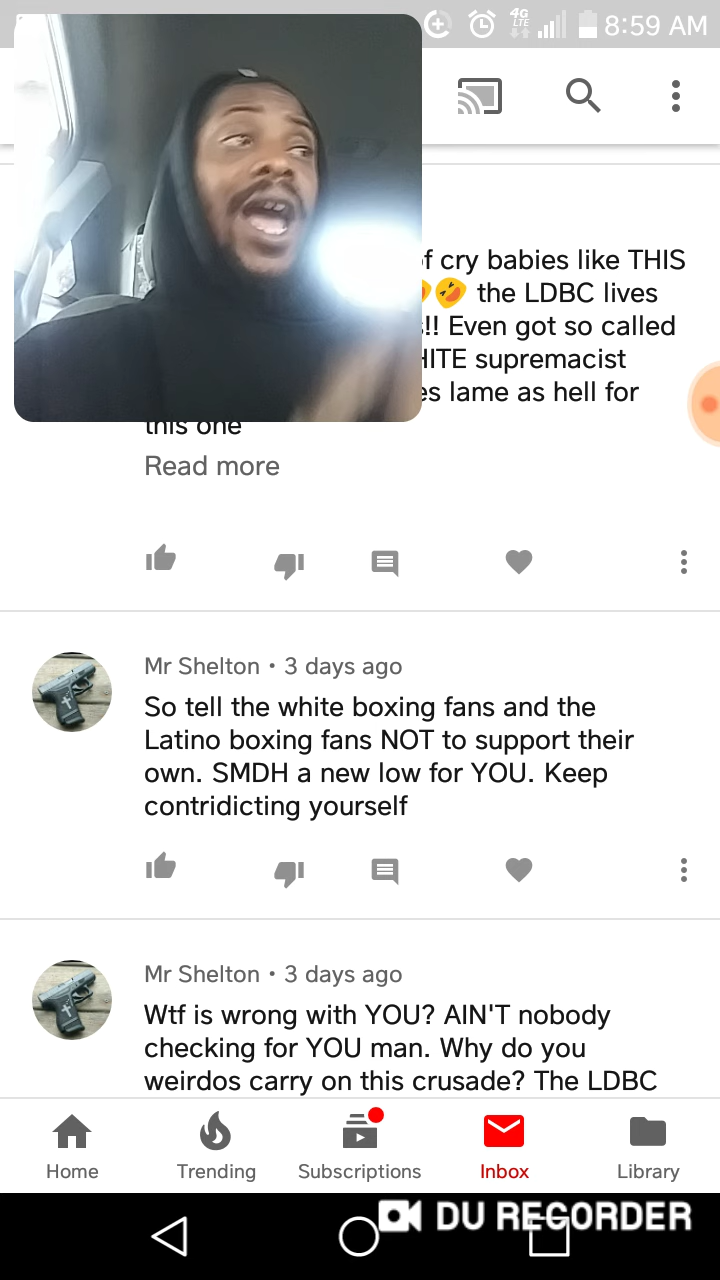 4G
LTE
8:59 AM
f cry babies like THIS
🤣 the LDBC lives
!! Even got so called
HITE supremacist
es lame as hell for
this one
Read more
Mr Shelton • 3 days ago
So tell the white boxing fans and the
Latino boxing fans NOT to support their
own. SMDH a new low for YOU. Keep
contridicting yourself
Mr Shelton • 3 days ago
Wtf is wrong with YOU? AIN'T nobody
checking for YOU man. Why do you
weirdos carry on this crusade? The LDBC
Home Trending Subscriptions Inbox Library
DU RECORDER